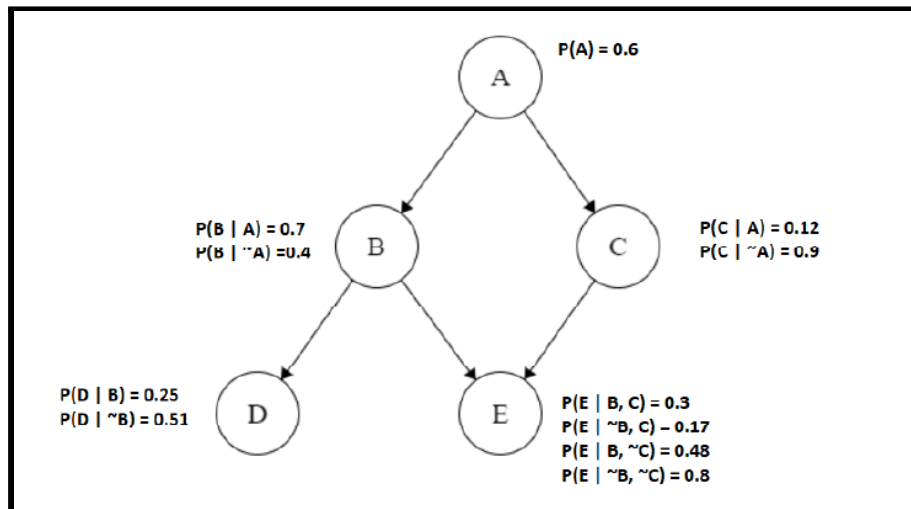 P(A) = 0.6
A
P(B | A) = 0.7
P(B | ~A) =0.4
B
C
P(C | A) = 0.12
P(C | ~A) = 0.9
P(D | B) = 0.25
P(D | ~B) = 0.51
D
E
P(E | B, C) = 0.3
P(E | ~B, C) = 0.17
P(E | B, ~C) = 0.48
P(E | ~B, ~C) = 0.8